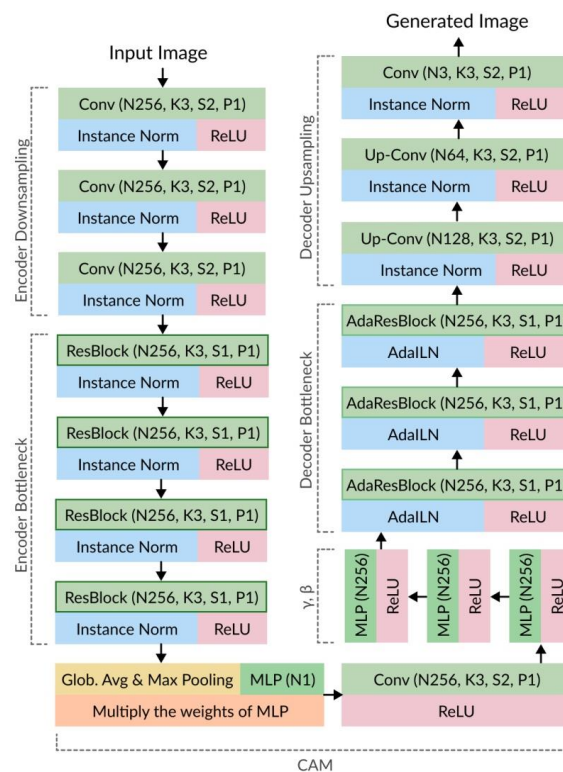 Input Image
Encoder Downsampling
Conv (N256, K3, S2, P1)
Instance Norm
ReLU
Conv (N256, K3, S2, P1)
Instance Norm
ReLU
Conv (N256, K3, S2, P1)
Instance Norm
ReLU
Encoder Bottleneck
ResBlock (N256, K3, S1, P1)
Instance Norm
ReLU
ResBlock (N256, K3, S1, P1)
Instance Norm
ReLU
ResBlock (N256, K3, S1, P1)
Instance Norm
ReLU
ResBlock (N256, K3, S1, P1)
Instance Norm
ReLU
Glob. Avg & Max Pooling
MLP (N1)
Multiply the weights of MLP
Conv (N256, K3, S2, P1)
ReLU
CAM
γ, β
MLP (N256)
ReLU
MLP (N256)
ReLU
MLP (N256)
ReLU
Decoder Bottleneck
AdaResBlock (N256, K3, S1, P1
AdaILN
ReLU
AdaResBlock (N256, K3, S1, P1
AdaILN
ReLU
AdaResBlock (N256, K3, S1, P1
AdaILN
ReLU
Decoder Upsampling
Up-Conv (N128, K3, S2, P1)
Instance Norm
ReLU
Up-Conv (N64, K3, S2, P1)
Instance Norm
ReLU
Conv (N3, K3, S2, P1)
Instance Norm
ReLU
Generated Image